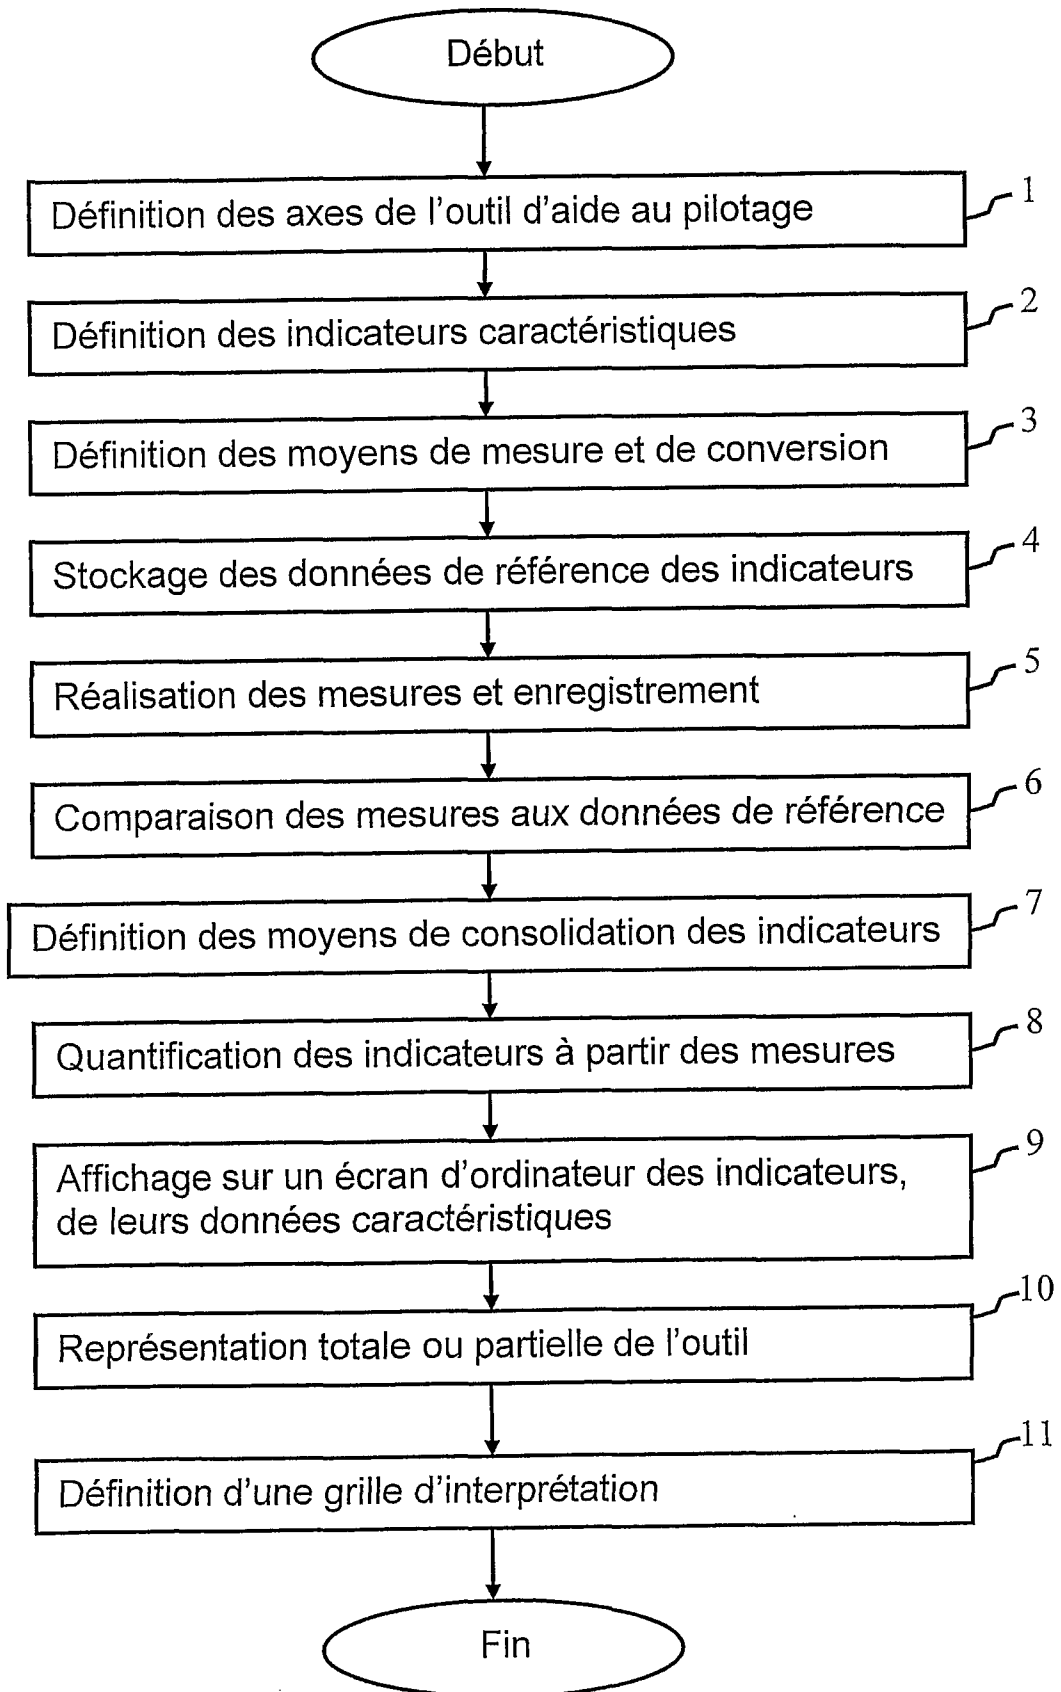 Début
Définition des axes de l'outil d'aide au pilotage
1
Définition des indicateurs caractéristiques
2
Définition des moyens de mesure et de conversion
3
Stockage des données de référence des indicateurs
4
Réalisation des mesures et enregistrement
5
Comparaison des mesures aux données de référence
6
Définition des moyens de consolidation des indicateurs
7
Quantification des indicateurs à partir des mesures
8
Affichage sur un écran d'ordinateur des indicateurs,
de leurs données caractéristiques
9
Représentation totale ou partielle de l'outil
10
Définition d'une grille d'interprétation
11
Fin